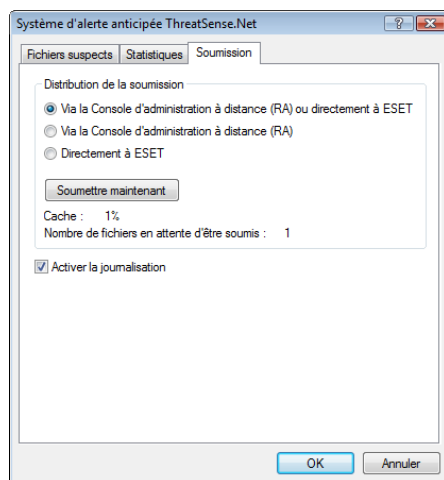 Système d'alerte anticipée ThreatSense.Net
Fichiers suspects Statistiques Soumission
Distribution de la soumission
Via la Console d'administration à distance (RA) ou directement à ESET
Via la Console d'administration à distance (RA)
Directement à ESET
Soumettre maintenant
Cache : 1%
Nombre de fichiers en attente d'être soumis : 1
Activer la journalisation
OK Annuler